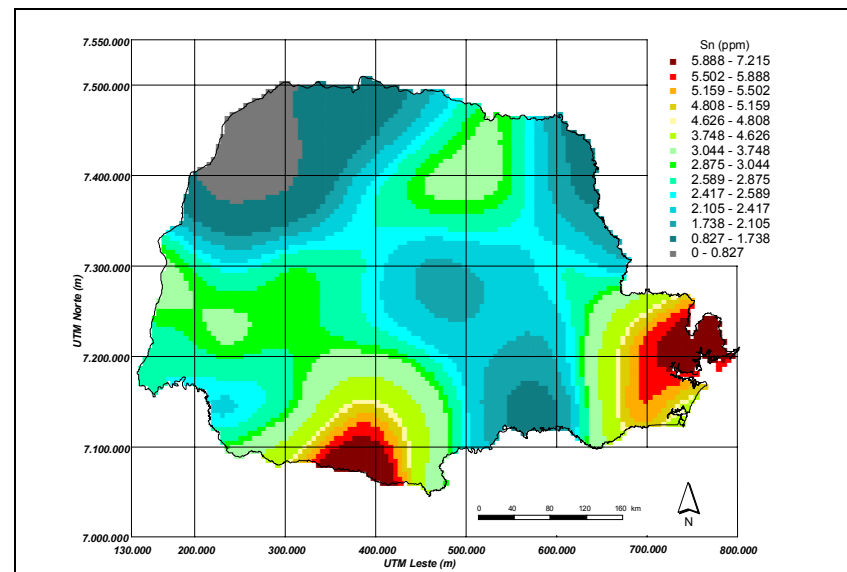 7.550.000
Sn (ppm)
5.888 - 7.215
5.502 - 5.888
5.159 - 5.502
4.808 - 5.159
4.626 - 4.808
3.748 - 4.626
3.044 - 3.748
2.875 - 3.044
2.589 - 2.875
2.417 - 2.589
2.105 - 2.417
1.738 - 2.105
0.827 - 1.738
0 - 0.827
7.500.000
7.400.000
7.300.000
UTM Norte (m)
7.200.000
7.100.000
0 40 80 120 160 km
N
7.000.000
130.000 200.000 300.000 400.000 500.000 600.000 700.000 800.000
UTM Leste (m)